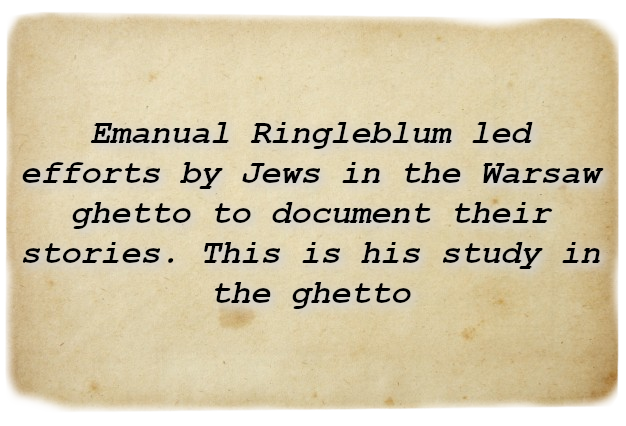 Emanual Ringleblum led
efforts by Jews in the Warsaw
ghetto to document their
stories. This is his study in
the ghetto